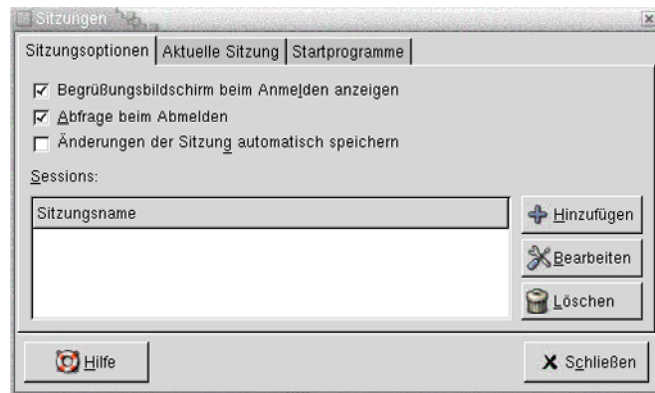 Sitzungen
Sitzungsoptionen Aktuelle Sitzung Startprogramme
Begrüßungsbildschirm beim Anmelden anzeigen
Abfrage beim Abmelden
Änderungen der Sitzung automatisch speichern
Sessions:
Sitzungsname
Hinzufügen
Bearbeiten
Löschen
Hilfe
Schließen